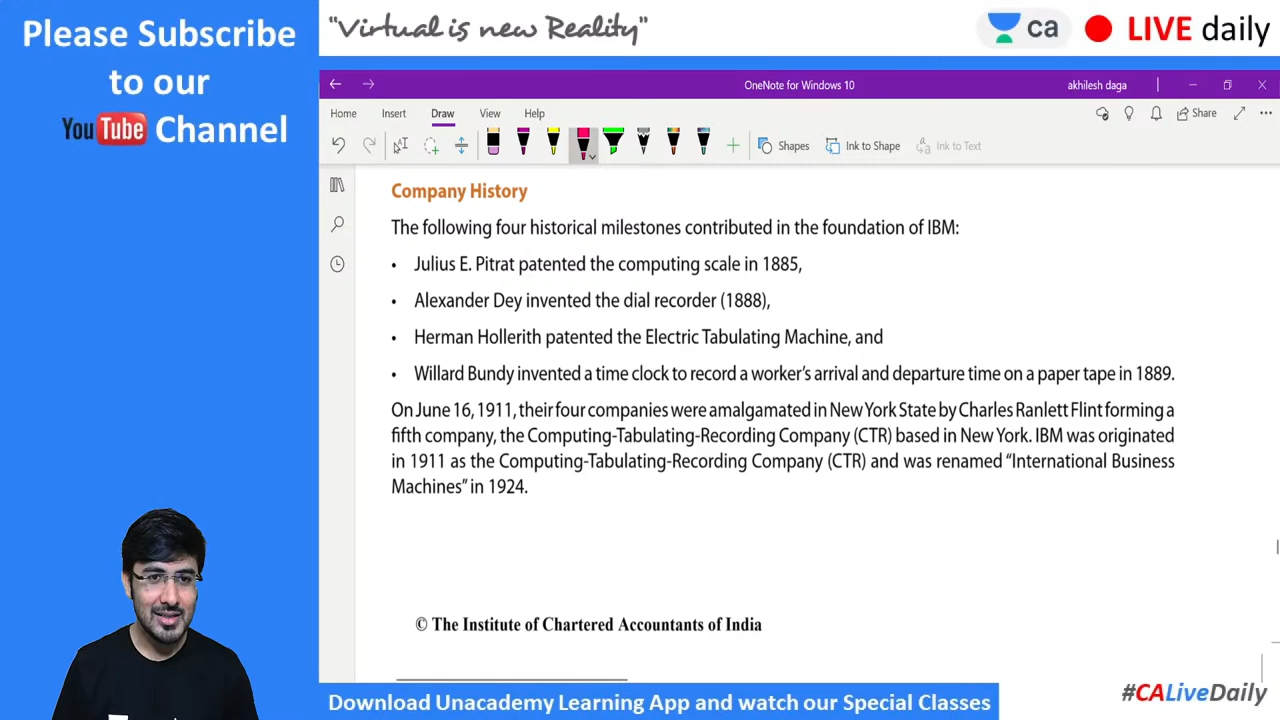 Please Subscribe
to our
YouTube Channel
"Virtual is new Reality"
ca
LIVE daily
OneNote for Windows 10
akhilesh daga
Home Insert Draw View Help
Share
Shapes
Ink to Shape
Ink to Text
Company History
The following four historical milestones contributed in the foundation of IBM:
• Julius E. Pitrat patented the computing scale in 1885,
• Alexander Dey invented the dial recorder (1888),
• Herman Hollerith patented the Electric Tabulating Machine, and
• Willard Bundy invented a time clock to record a worker's arrival and departure time on a paper tape in 1889.
On June 16, 1911, their four companies were amalgamated in New York State by Charles Ranlett Flint forming a
fifth company, the Computing-Tabulating-Recording Company (CTR) based in New York. IBM was originated
in 1911 as the Computing-Tabulating-Recording Company (CTR) and was renamed "International Business
Machines" in 1924.
© The Institute of Chartered Accountants of India
Download Unacademy Learning App and watch our Special Classes
#CALiveDaily